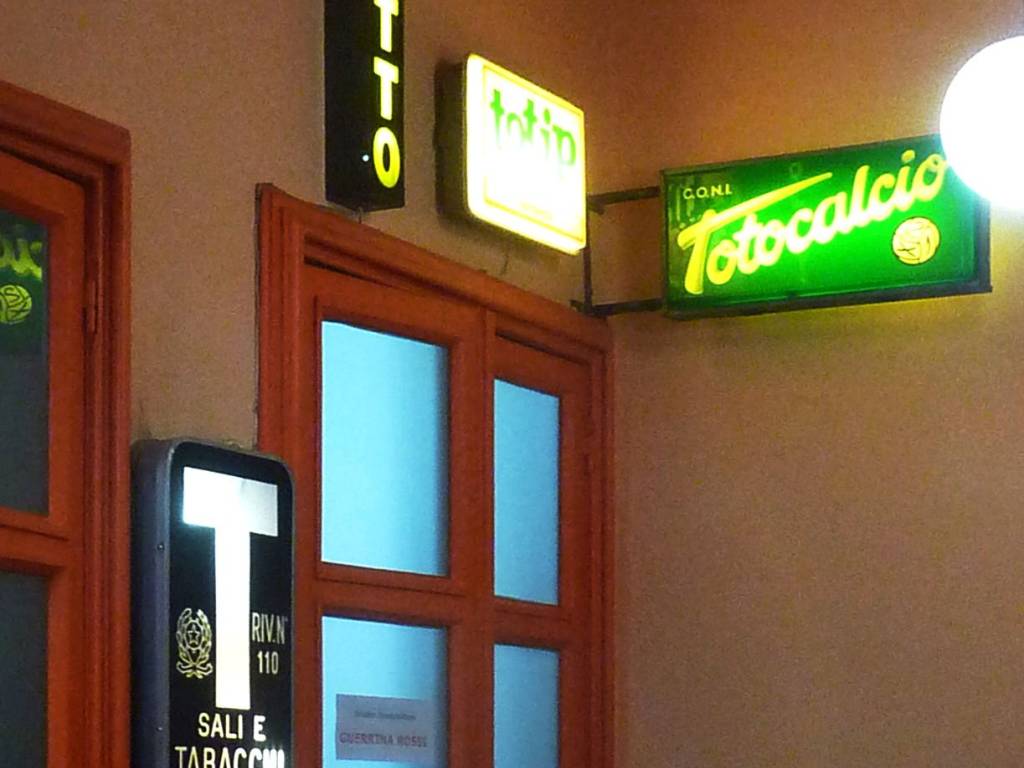 TTO
totip
C.O.N.I.
Totocalcio
T
RIV.N°
110
SALI E
TABACCHI
GUERRINA ROSSI